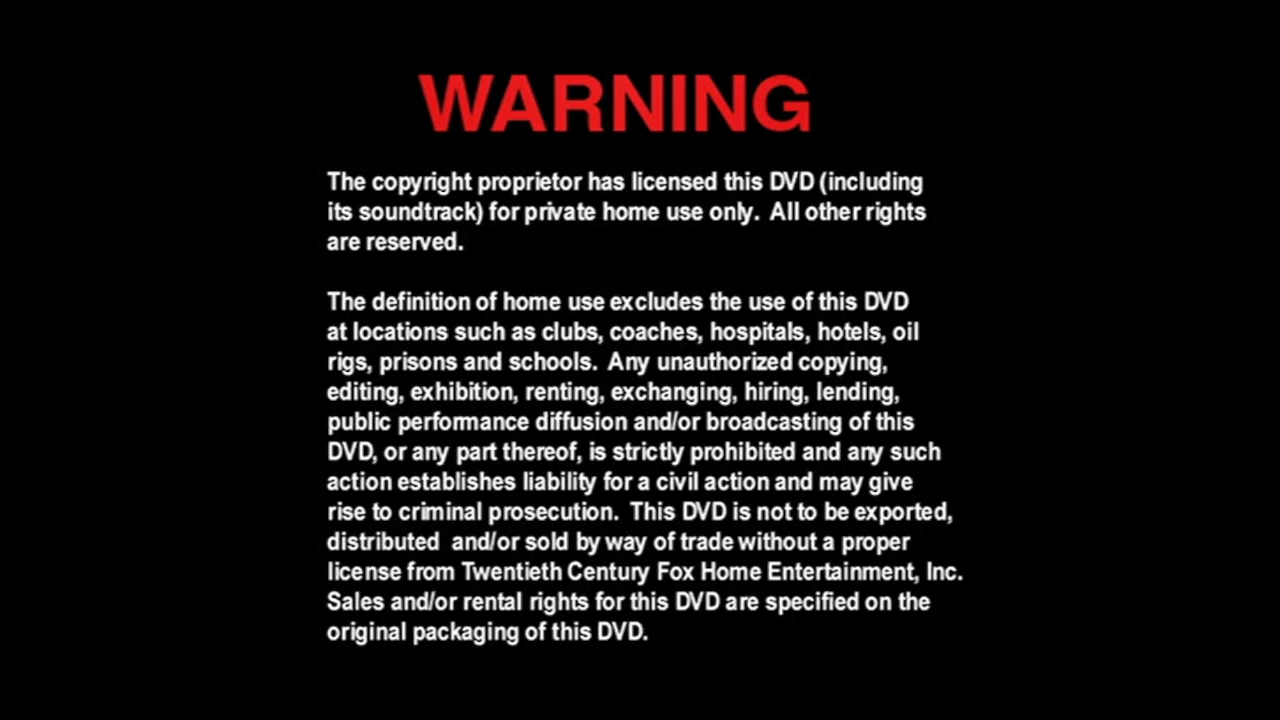 WARNING
The copyright proprietor has licensed this DVD (including
its soundtrack) for private home use only.  All other rights
are reserved.
The definition of home use excludes the use of this DVD
at locations such as clubs, coaches, hospitals, hotels, oil
rigs, prisons and schools.  Any unauthorized copying,
editing, exhibition, renting, exchanging, hiring, lending,
public performance diffusion and/or broadcasting of this
DVD, or any part thereof, is strictly prohibited and any such
action establishes liability for a civil action and may give
rise to criminal prosecution.  This DVD is not to be exported,
distributed  and/or sold by way of trade without a proper
license from Twentieth Century Fox Home Entertainment, Inc.
Sales and/or rental rights for this DVD are specified on the
original packaging of this DVD.